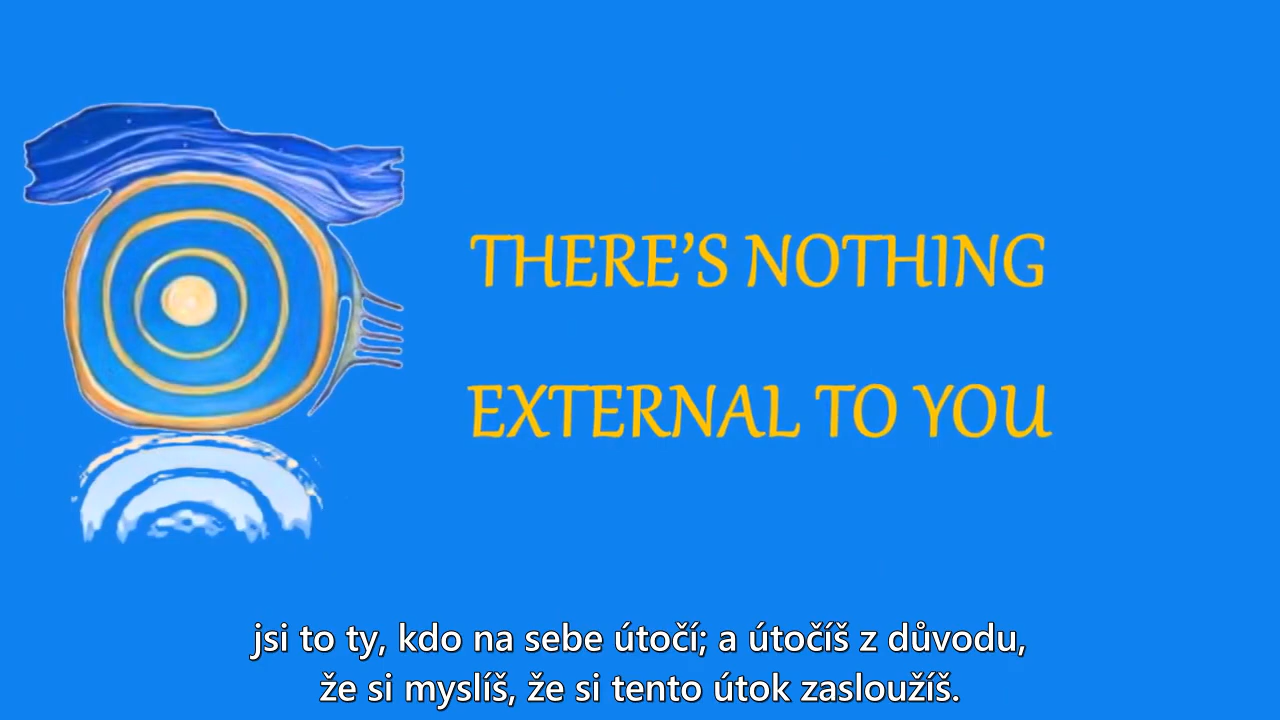 THERE’S NOTHING
EXTERNAL TO YOU
jsi to ty, kdo na sebe útočí; a útočíš z důvodu,
že si myslíš, že si tento útok zasloužíš.